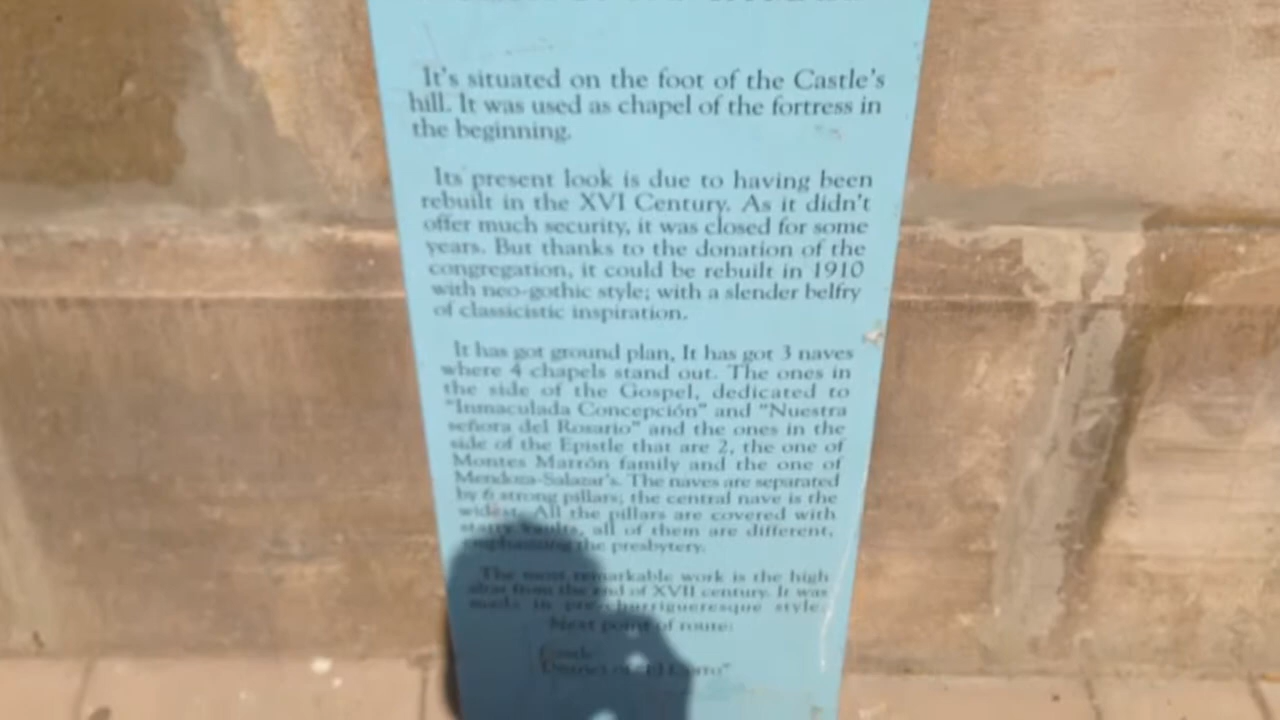 It's situated on the foot of the Castle's
hill. It was used as chapel of the fortress in
the beginning.
Its present look is due to having been
rebuilt in the XVI Century. As it didn't
offer much security, it was closed for some
years. But thanks to the donation of the
congregation, it could be rebuilt in 1910
with neo-gothic style; with a slender belfry
of classicistic inspiration.
It has got ground plan, It has got 3 naves
where 4 chapels stand out. The ones in
the side of the Gospel, dedicated to
"Inmaculada Concepción" and "Nuestra
señora del Rosario" and the ones in the
side of the Epistle that are 2, the one of
Montes Marrón family and the one of
Mendoza-Salazar's. The naves are separated
by 6 strong pillars; the central nave is the
widest. All the pillars are covered with
starry vaults, all of them are different,
emphasizing the presbytery.
The most remarkable work is the high
altar from the end of XVII century. It was
made in pre-churrigueresque style.
Next point of route:
Castle
District of "El